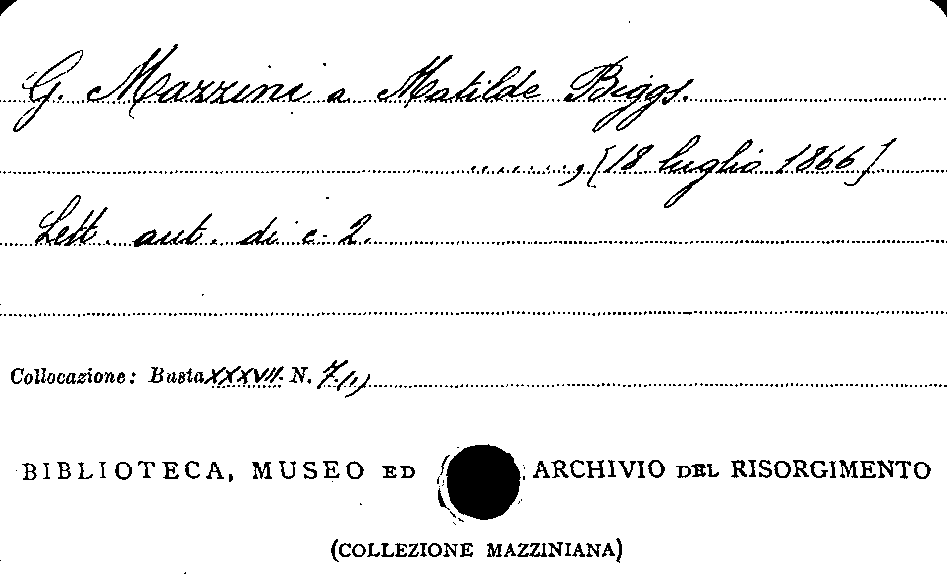 G. Mazzini a Matilde Biggs.
........, [18 luglio 1866]
Lett. aut. di c. 2.
Collocazione: Busta XXXVII. N. 7.(1)
BIBLIOTECA, MUSEO ED ARCHIVIO DEL RISORGIMENTO
(COLLEZIONE MAZZINIANA)